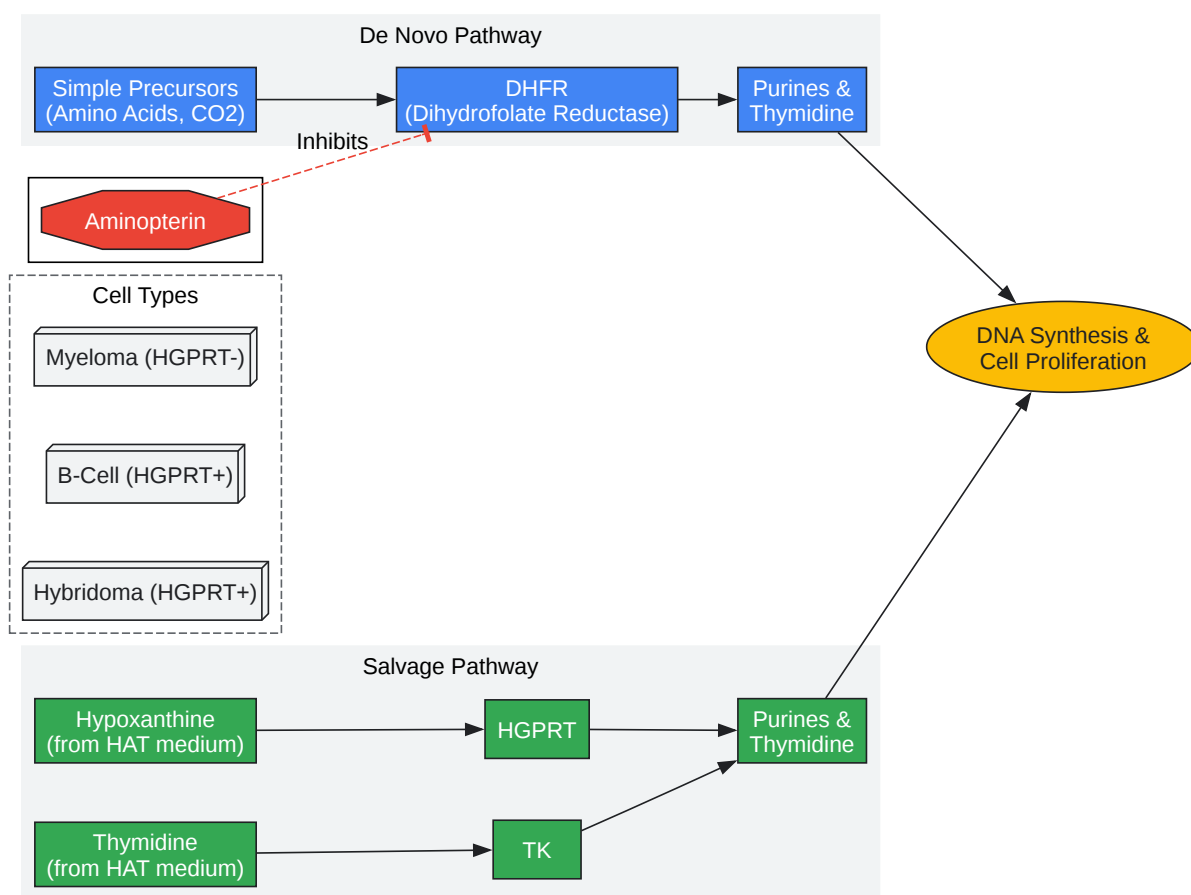 De Novo Pathway
Simple Precursors
(Amino Acids, CO2)
DHFR
(Dihydrofolate Reductase)
Purines &
Thymidine
Inhibits
Aminopterin
Cell Types
Myeloma (HGPRT-)
B-Cell (HGPRT+)
Hybridoma (HGPRT+)
DNA Synthesis &
Cell Proliferation
Salvage Pathway
Hypoxanthine
(from HAT medium)
HGPRT
Purines &
Thymidine
Thymidine
(from HAT medium)
TK